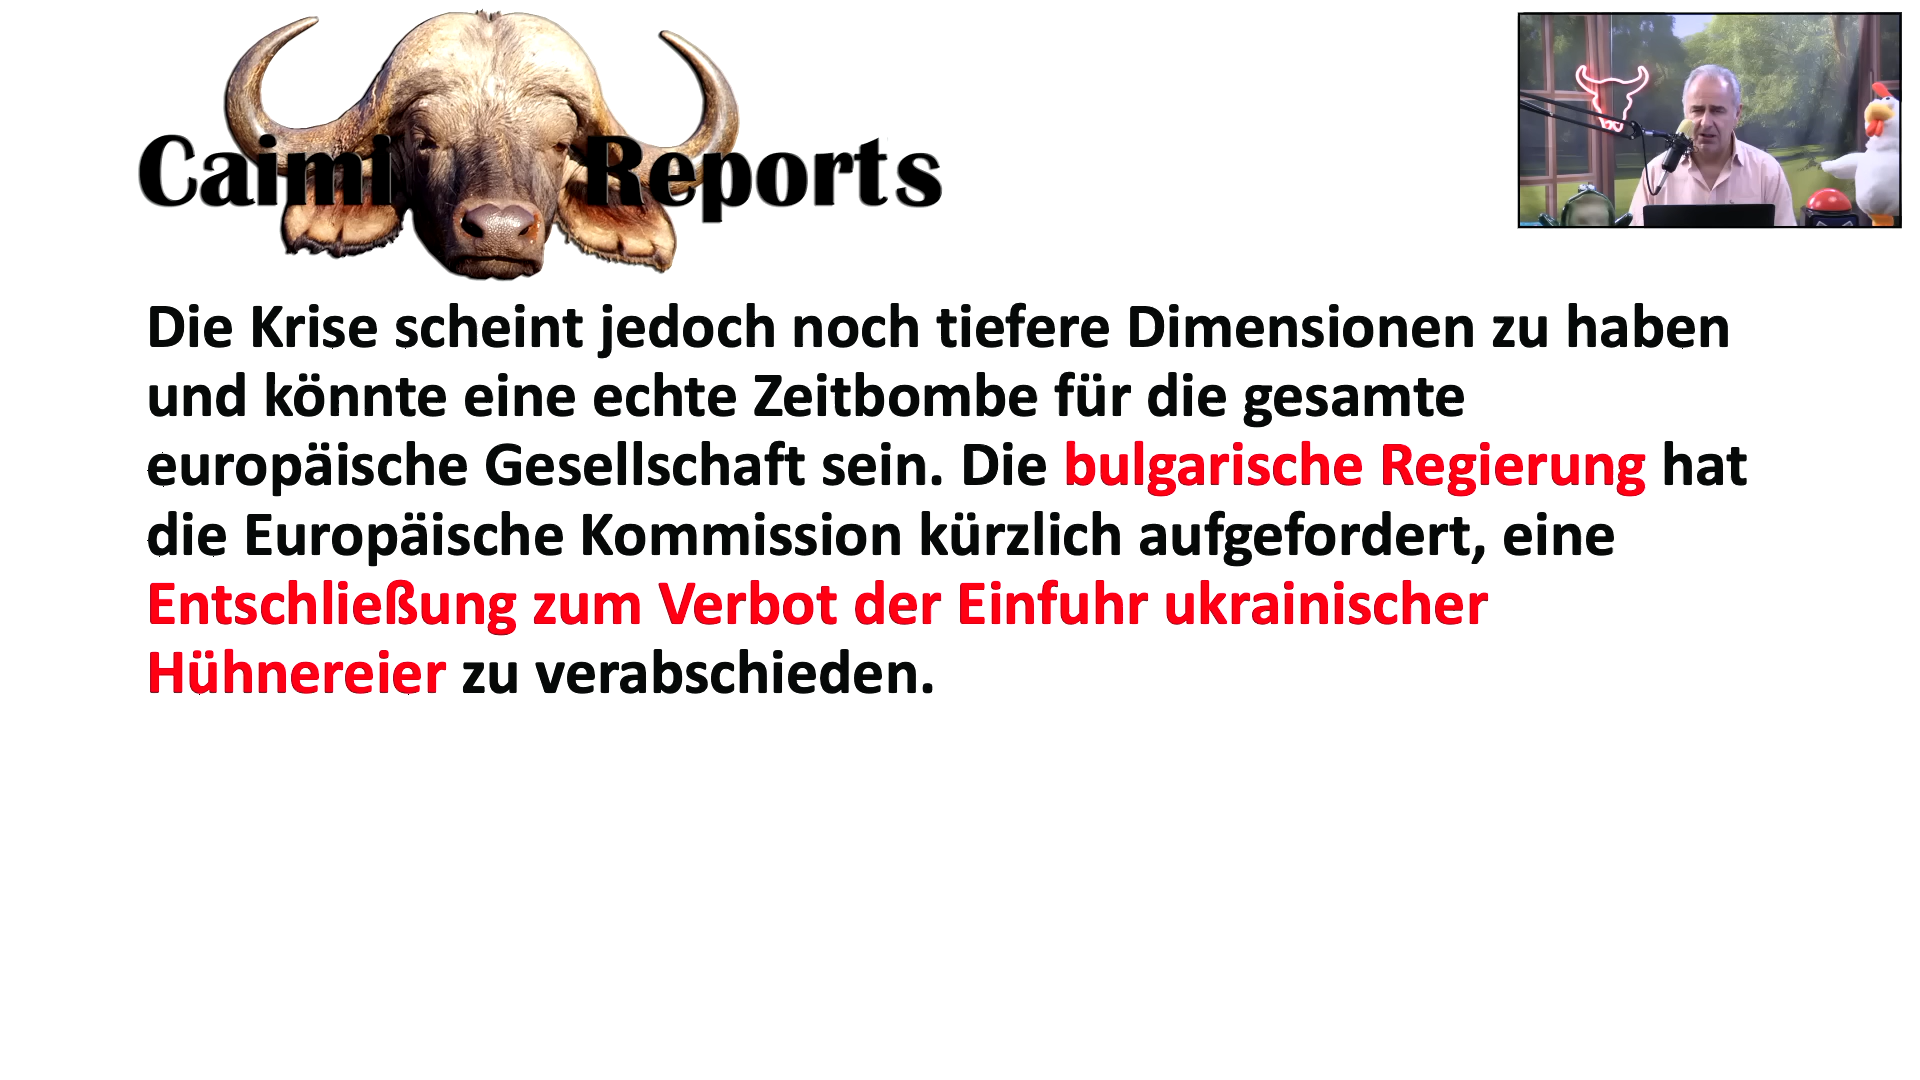 Caimi Reports
Die Krise scheint jedoch noch tiefere Dimensionen zu haben
und könnte eine echte Zeitbombe für die gesamte
europäische Gesellschaft sein. Die bulgarische Regierung hat
die Europäische Kommission kürzlich aufgefordert, eine
Entschließung zum Verbot der Einfuhr ukrainischer
Hühnereier zu verabschieden.